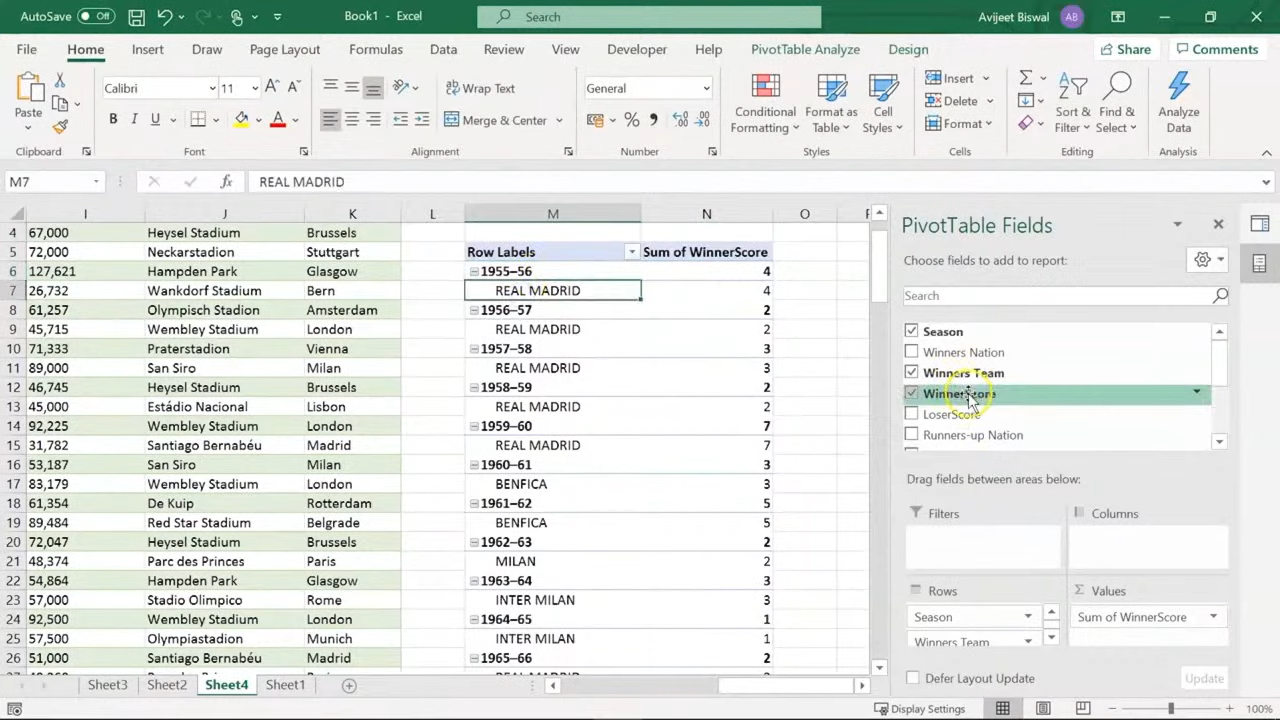 AutoSave Off Book1 - Excel Search Avijeet Biswal AB
File Home Insert Draw Page Layout Formulas Data Review View Developer Help PivotTable Analyze Design Share Comments
Paste Calibri 11 Wrap Text General Conditional Format as Cell Insert Sort & Find & Analyze
B I U A Merge & Center % Formatting Table Styles Delete Filter Select Data
Format
Clipboard Font Alignment Number Styles Cells Editing Analysis
M7 fx REAL MADRID
I J K L M N O PivotTable Fields
4 67,000 Heysel Stadium Brussels
5 72,000 Neckarstadion Stuttgart Row Labels Sum of WinnerScore
6 127,621 Hampden Park Glasgow 1955–56 4
7 26,732 Wankdorf Stadium Bern REAL MADRID 4
8 61,257 Olympisch Stadion Amsterdam 1956–57 2
9 45,715 Wembley Stadium London REAL MADRID 2
10 71,333 Praterstadion Vienna 1957–58 3
11 89,000 San Siro Milan REAL MADRID 3
12 46,745 Heysel Stadium Brussels 1958–59 2
13 45,000 Estádio Nacional Lisbon REAL MADRID 2
14 92,225 Wembley Stadium London 1959–60 7
15 31,782 Santiago Bernabéu Madrid REAL MADRID 7
16 53,187 San Siro Milan 1960–61 3
17 83,179 Wembley Stadium London BENFICA 3
18 61,354 De Kuip Rotterdam 1961–62 5
19 89,484 Red Star Stadium Belgrade BENFICA 5
20 72,047 Heysel Stadium Brussels 1962–63 2
21 48,374 Parc des Princes Paris MILAN 2
22 54,864 Hampden Park Glasgow 1963–64 3
23 57,000 Stadio Olimpico Rome INTER MILAN 3
24 92,500 Wembley Stadium London 1964–65 1
25 57,500 Olympiastadion Munich INTER MILAN 1
26 51,000 Santiago Bernabéu Madrid 1965–66 2
Choose fields to add to report:
Search
Season
Winners Nation
Winners Team
WinnerScore
LoserScore
Runners-up Nation
Drag fields between areas below:
Filters Columns
Rows Σ Values
Season Sum of WinnerScore
Winners Team
Defer Layout Update Update
Sheet3 Sheet2 Sheet4 Sheet1
Display Settings 100%